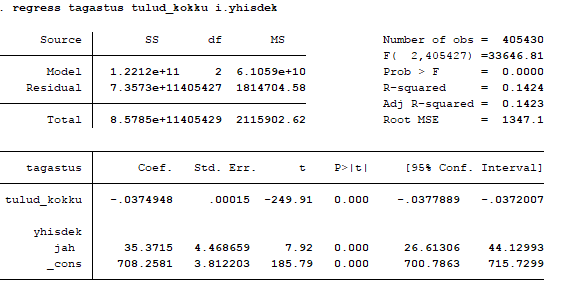 . regress tagastus tulud_kokku i.yhisdek
Source SS df MS Number of obs = 405430
F( 2,405427) =33646.81
Model 1.2212e+11 2 6.1059e+10 Prob > F = 0.0000
Residual 7.3573e+11405427 1814704.58 R-squared = 0.1424
Adj R-squared = 0.1423
Total 8.5785e+11405429 2115902.62 Root MSE = 1347.1
tagastus Coef. Std. Err. t P>|t| [95% Conf. Interval]
tulud_kokku -.0374948 .00015 -249.91 0.000 -.0377889 -.0372007
yhisdek
jah 35.3715 4.468659 7.92 0.000 26.61306 44.12993
_cons 708.2581 3.812203 185.79 0.000 700.7863 715.7299